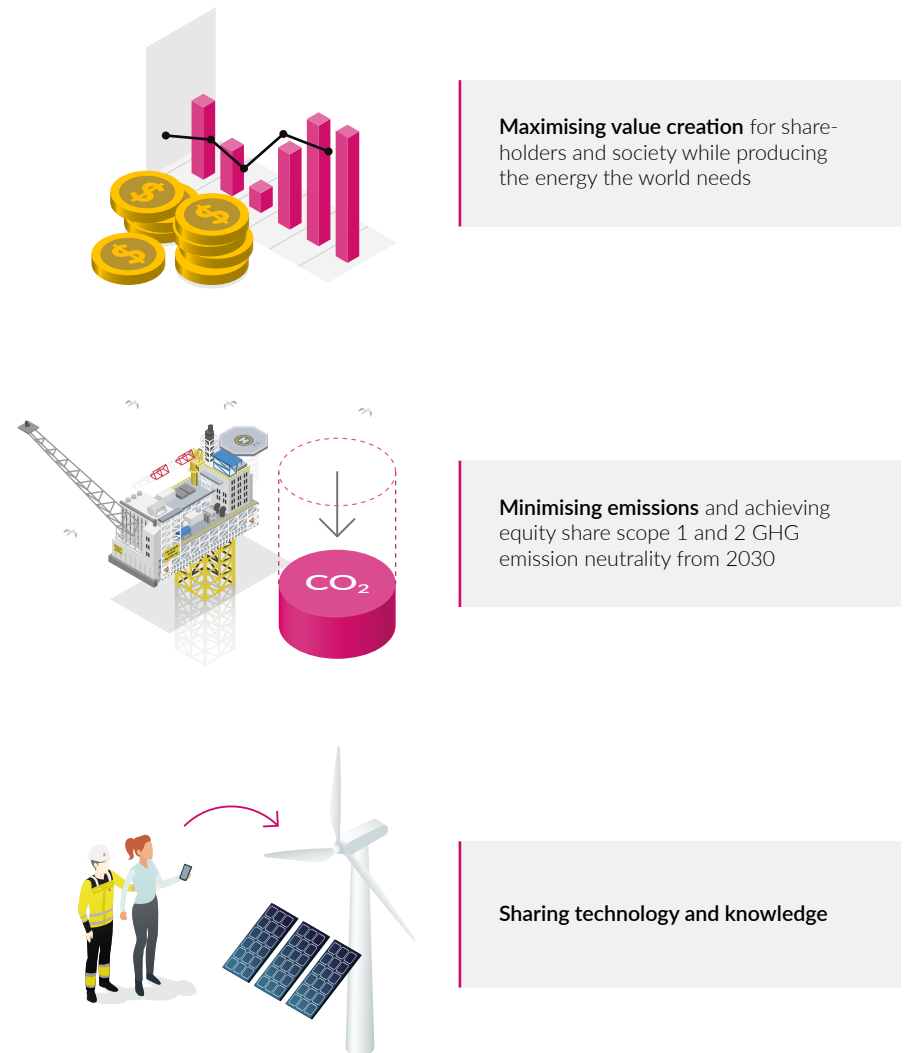 Maximising value creation for share-
holders and society while producing
the energy the world needs
CO₂
Minimising emissions and achieving
equity share scope 1 and 2 GHG
emission neutrality from 2030
Sharing technology and knowledge